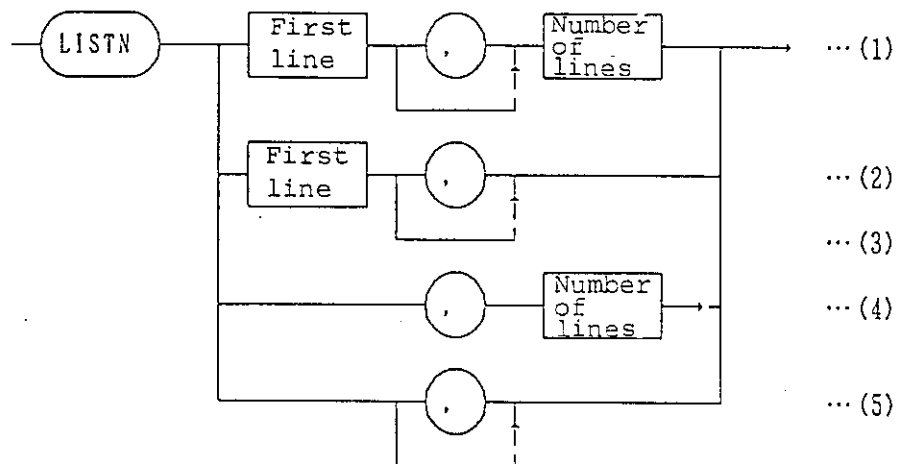 LISTN
First
line
,
Number
of
lines
… (1)
First
line
,
… (2)
… (3)
,
Number
of
lines
… (4)
,
… (5)